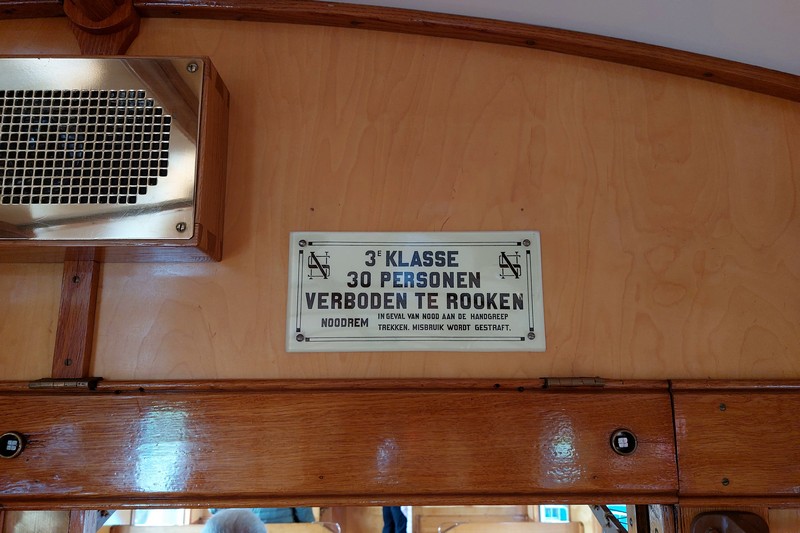 3E KLASSE
30 PERSONEN
VERBODEN TE ROOKEN
NOODREM IN GEVAL VAN NOOD AAN DE HANDGREEP
TREKKEN. MISBRUIK WORDT GESTRAFT.